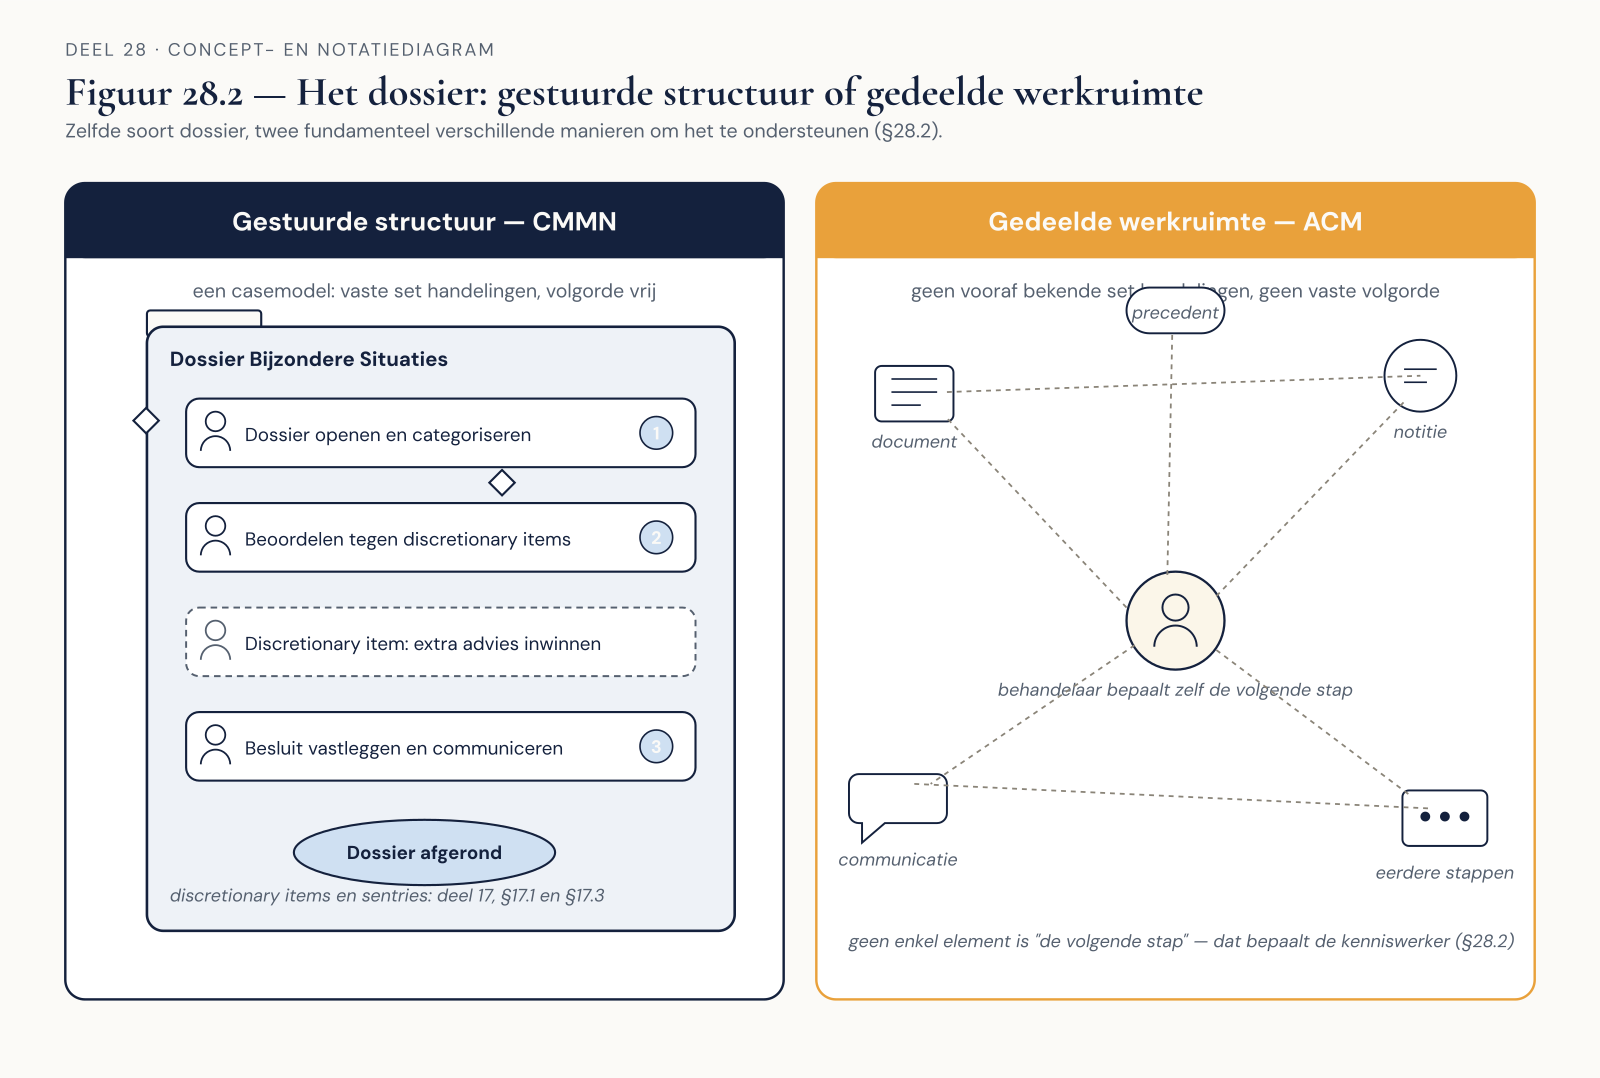 DEEL 28 · CONCEPT- EN NOTATIEDIAGRAM
Figuur 28.2 — Het dossier: gestuurde structuur of gedeelde werkruimte
Zelfde soort dossier, twee fundamenteel verschillende manieren om het te ondersteunen (§28.2).
Gestuurde structuur — CMMN
een casemodel: vaste set handelingen, volgorde vrij
Dossier Bijzondere Situaties
Dossier openen en categoriseren
1
Beoordelen tegen discretionary items
2
Discretionary item: extra advies inwinnen
Besluit vastleggen en communiceren
3
Dossier afgerond
discretionary items en sentries: deel 17, §17.1 en §17.3
Gedeelde werkruimte — ACM
geen vooraf bekende set handelingen, geen vaste volgorde
precedent
document
notitie
behandelaar bepaalt zelf de volgende stap
communicatie
eerdere stappen
geen enkel element is "de volgende stap" — dat bepaalt de kenniswerker (§28.2)